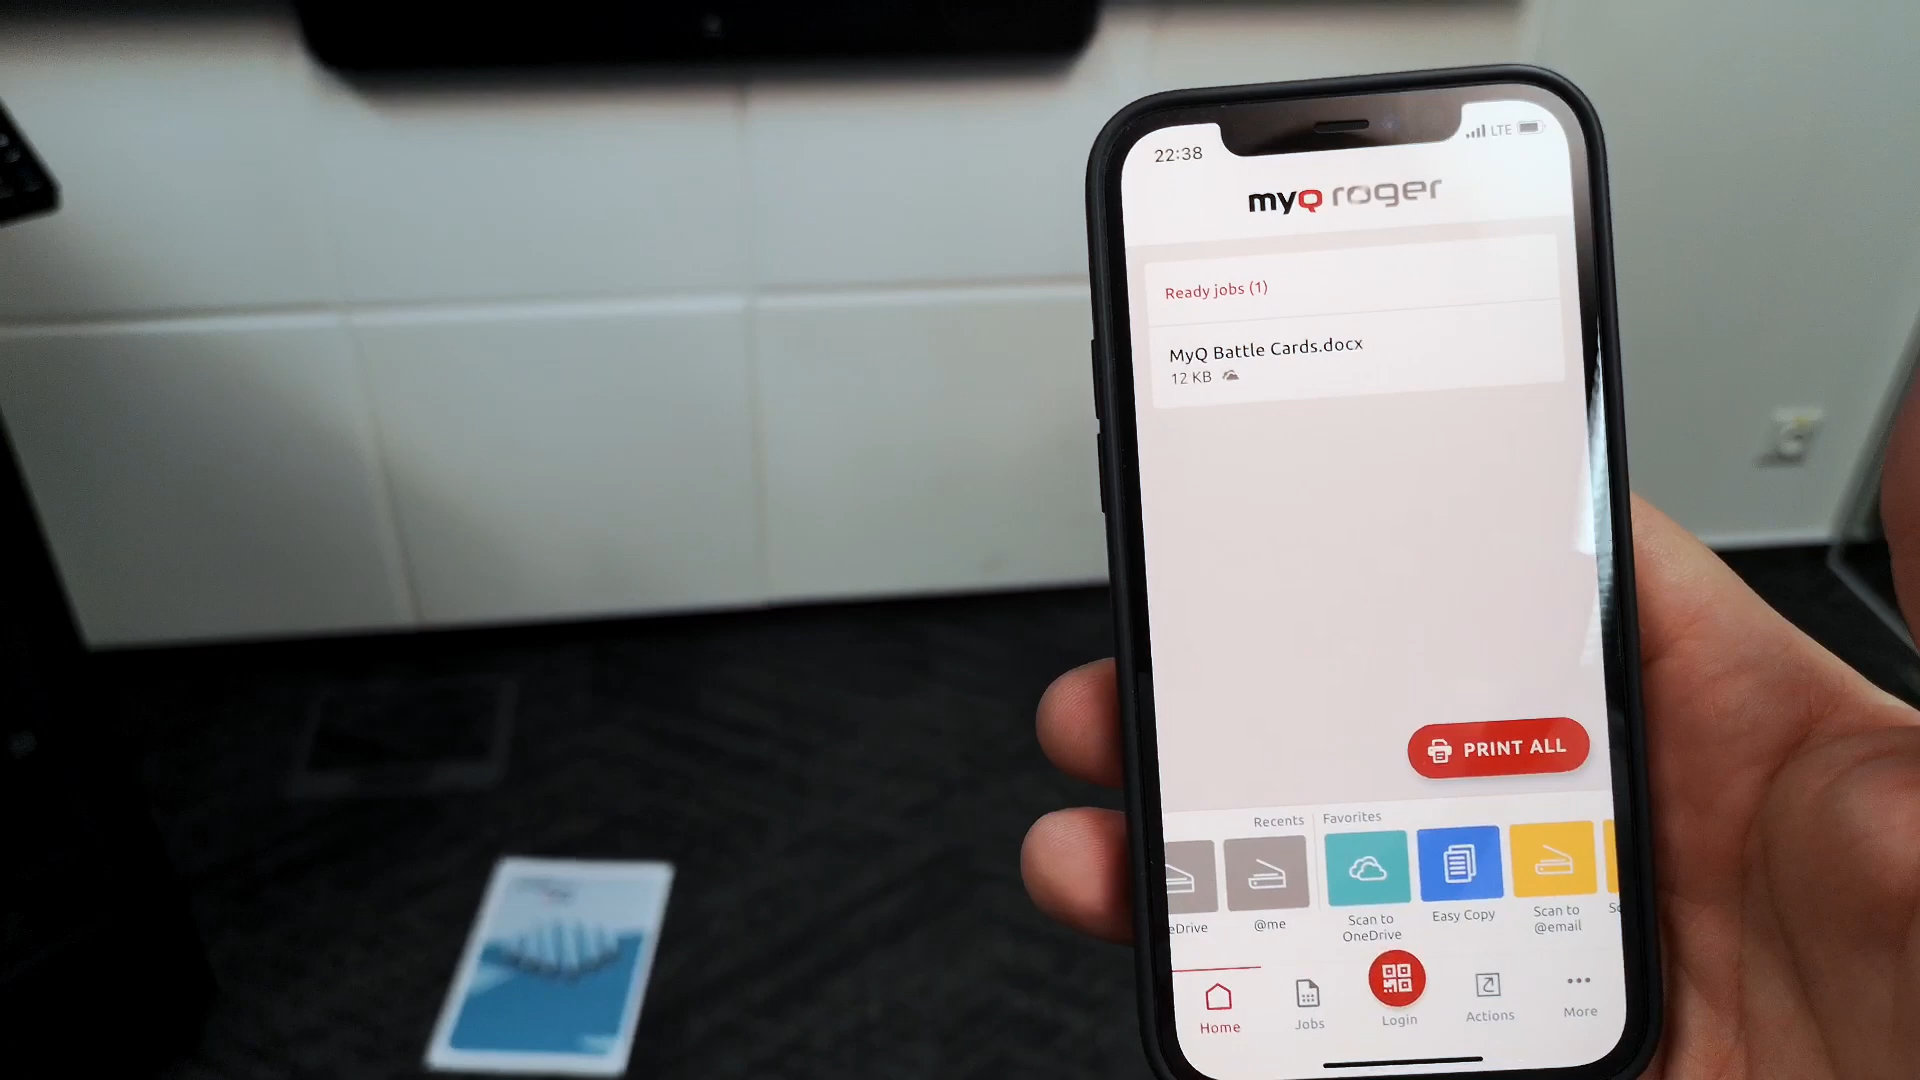 22:38
LTE
myQ roger
Ready jobs (1)
MyQ Battle Cards.docx
12 KB
PRINT ALL
Recents
Favorites
eDrive
@me
Scan to
OneDrive
Easy Copy
Scan to
@email
Sc
Home
Jobs
Login
Actions
More